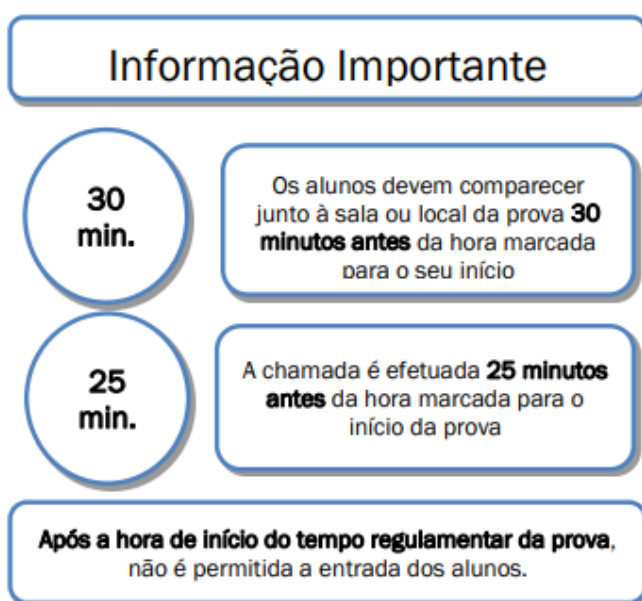 Informação Importante
30
min.
Os alunos devem comparecer
junto à sala ou local da prova 30
minutos antes da hora marcada
para o seu início
25
min.
A chamada é efetuada 25 minutos
antes da hora marcada para o
início da prova
Após a hora de início do tempo regulamentar da prova,
não é permitida a entrada dos alunos.